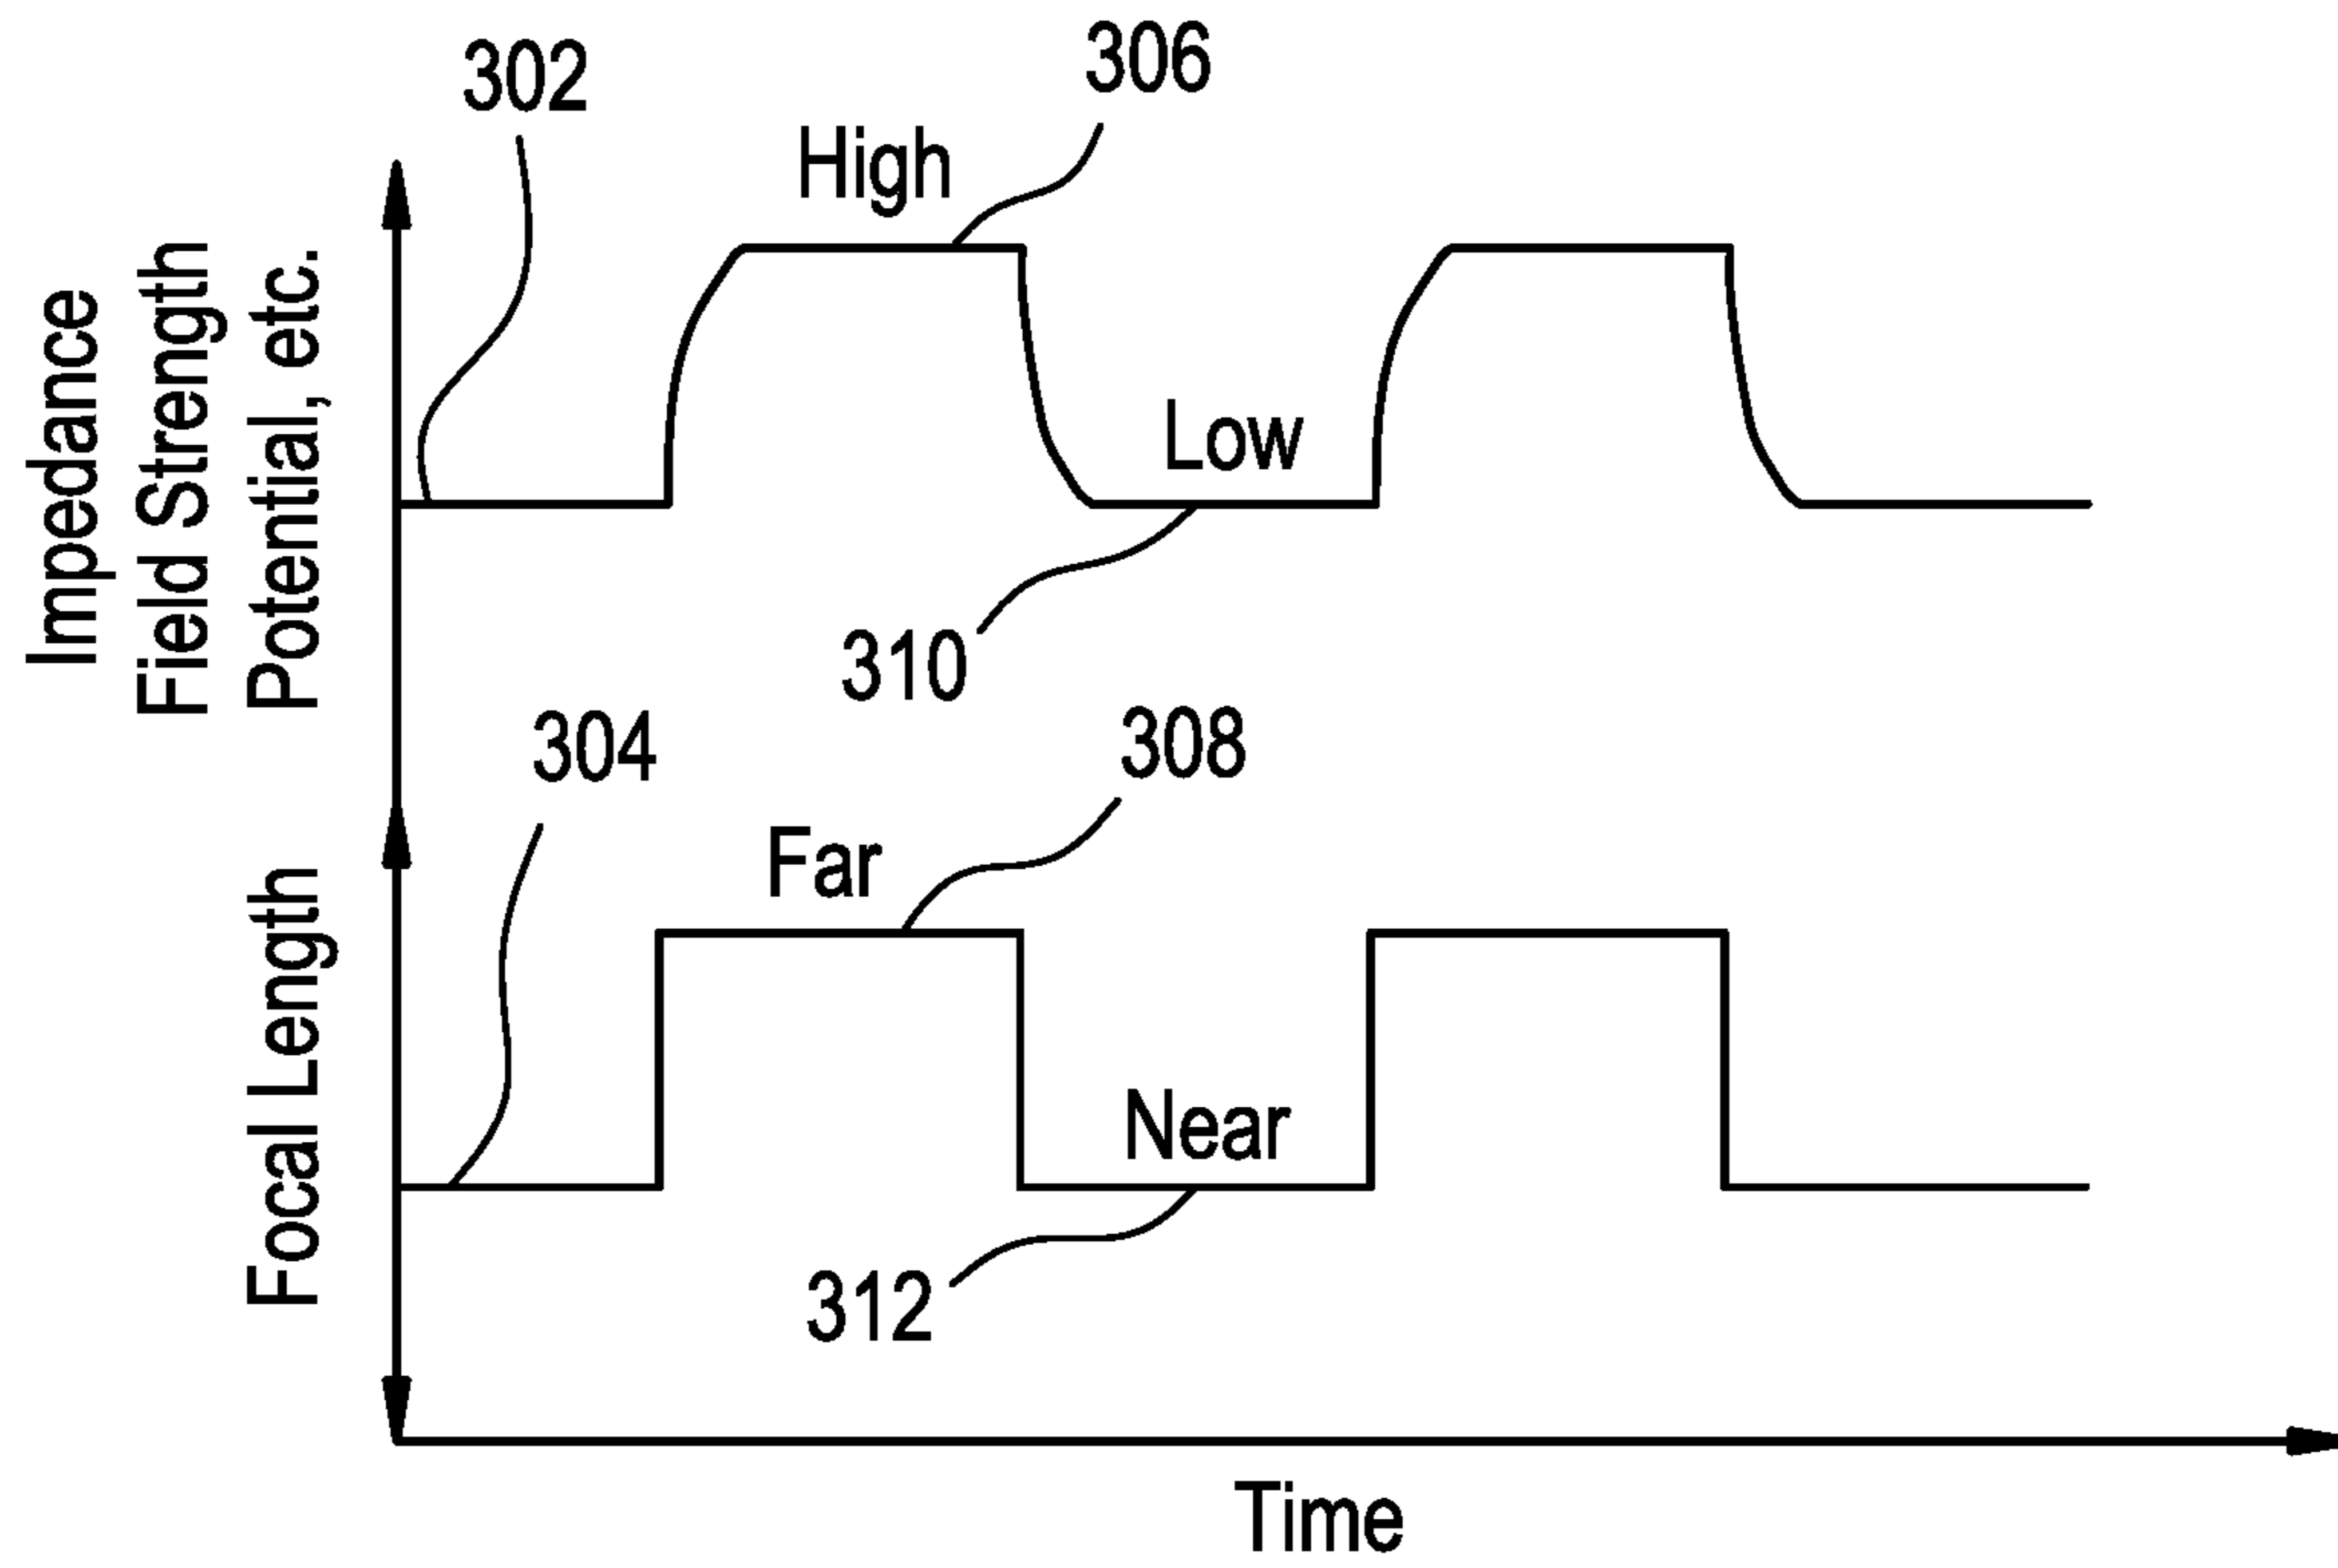 302
306
High
Impedance
Field Strength
Potential, etc.
Low
310
304
308
Far
Focal Length
Near
312
Time